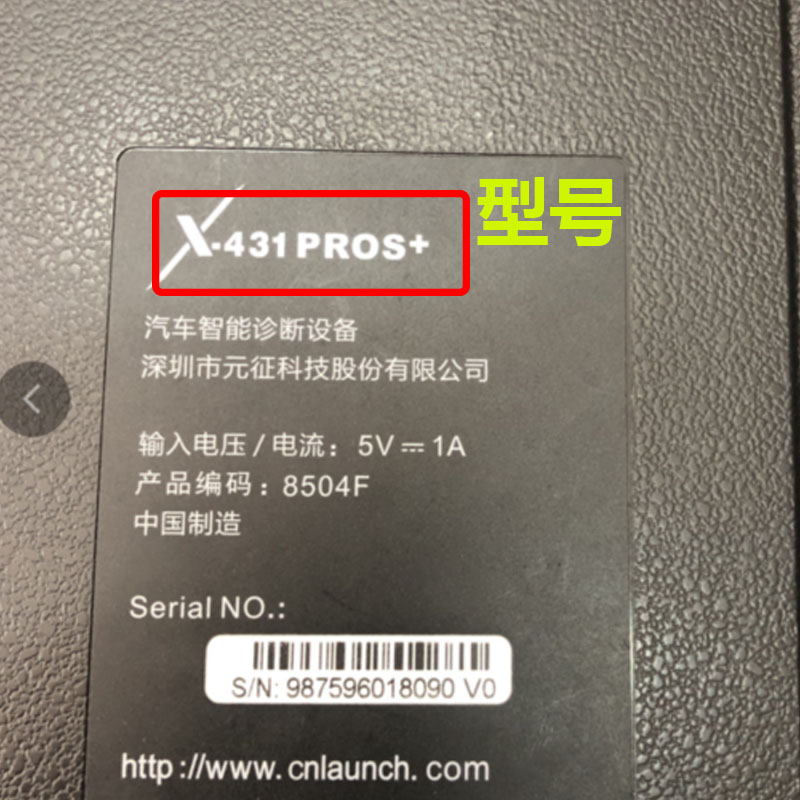 X-431 PROS+
型号
汽车智能诊断设备
深圳市元征科技股份有限公司
输入电压/电流：5V⎓1A
产品编码：8504F
中国制造
Serial NO.:
S/N: 987596018090 V0
http://www.cnlaunch.com